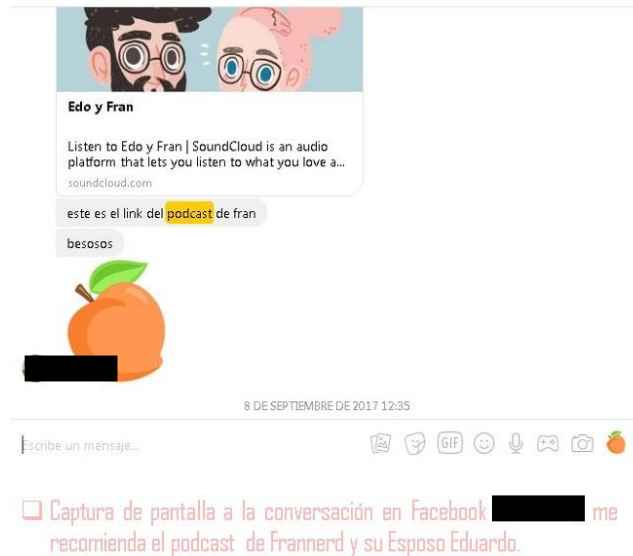 Edo y Fran
Listen to Edo y Fran | SoundCloud is an audio
platform that lets you listen to what you love a...
soundcloud.com
este es el link del podcast de fran
besosos
8 DE SEPTIEMBRE DE 2017 12:35
Escribe un mensaje...
GIF
Captura de pantalla a la conversación en Facebook me
recomienda el podcast de Frannerd y su Esposo Eduardo.